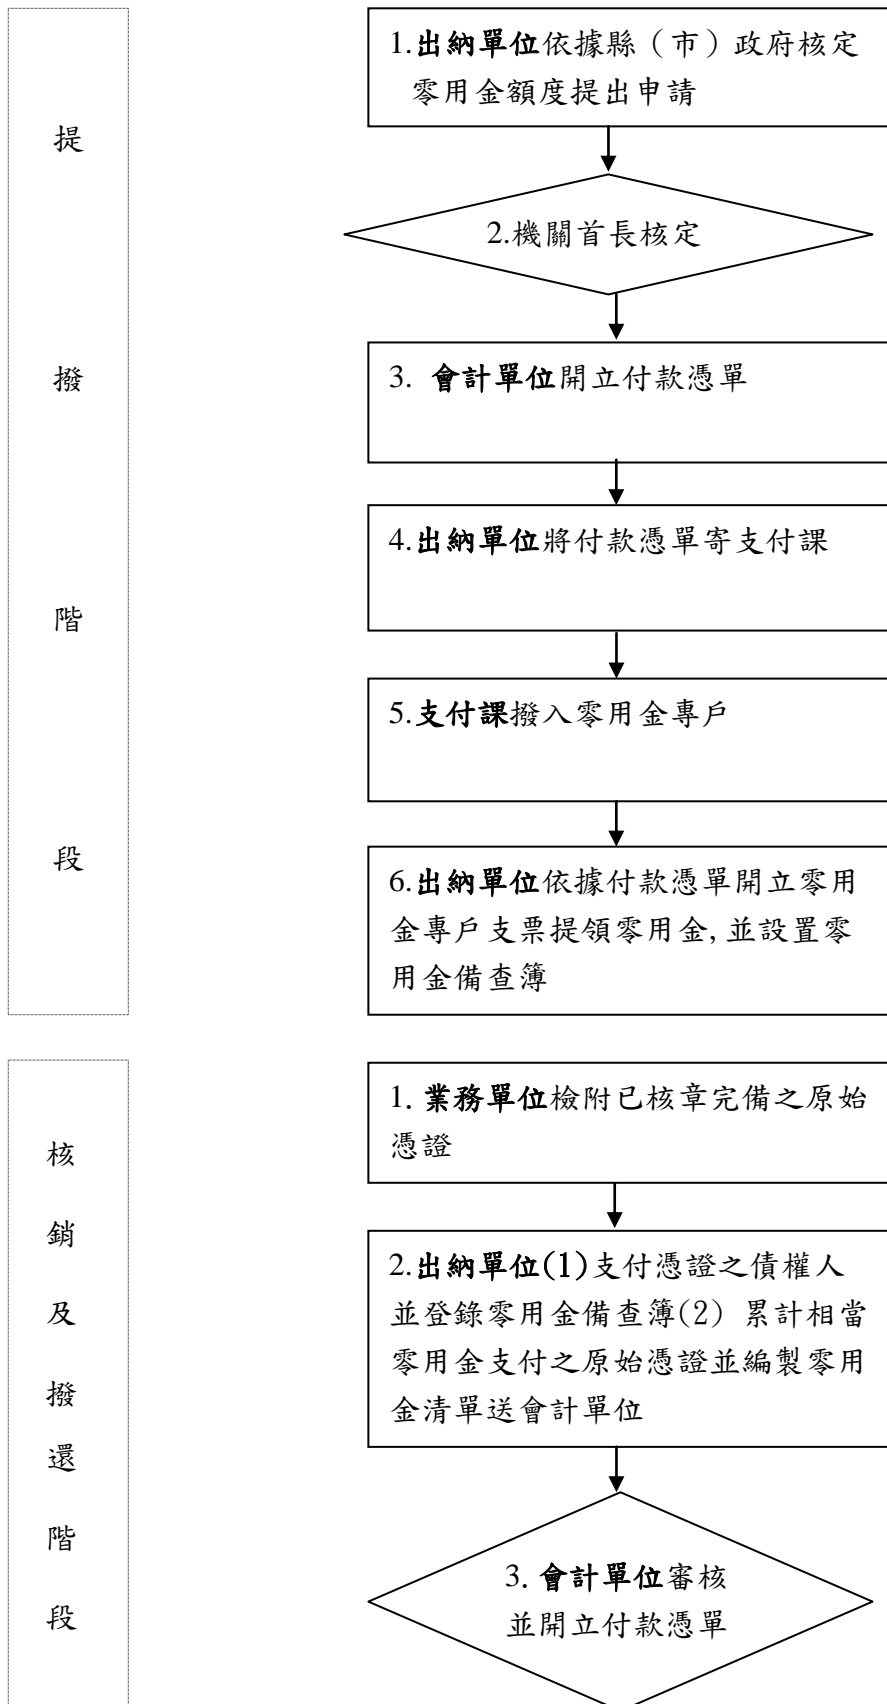 提
撥
階
段
1.出納單位依據縣（市）政府核定
零用金額度提出申請
2.機關首長核定
3. 會計單位開立付款憑單
4.出納單位將付款憑單寄支付課
5.支付課撥入零用金專戶
6.出納單位依據付款憑單開立零用
金專戶支票提領零用金,並設置零
用金備查簿
核
銷
及
撥
還
階
段
1. 業務單位檢附已核章完備之原始
憑證
2.出納單位(1)支付憑證之債權人
並登錄零用金備查簿(2) 累計相當
零用金支付之原始憑證並編製零用
金清單送會計單位
3. 會計單位審核
並開立付款憑單